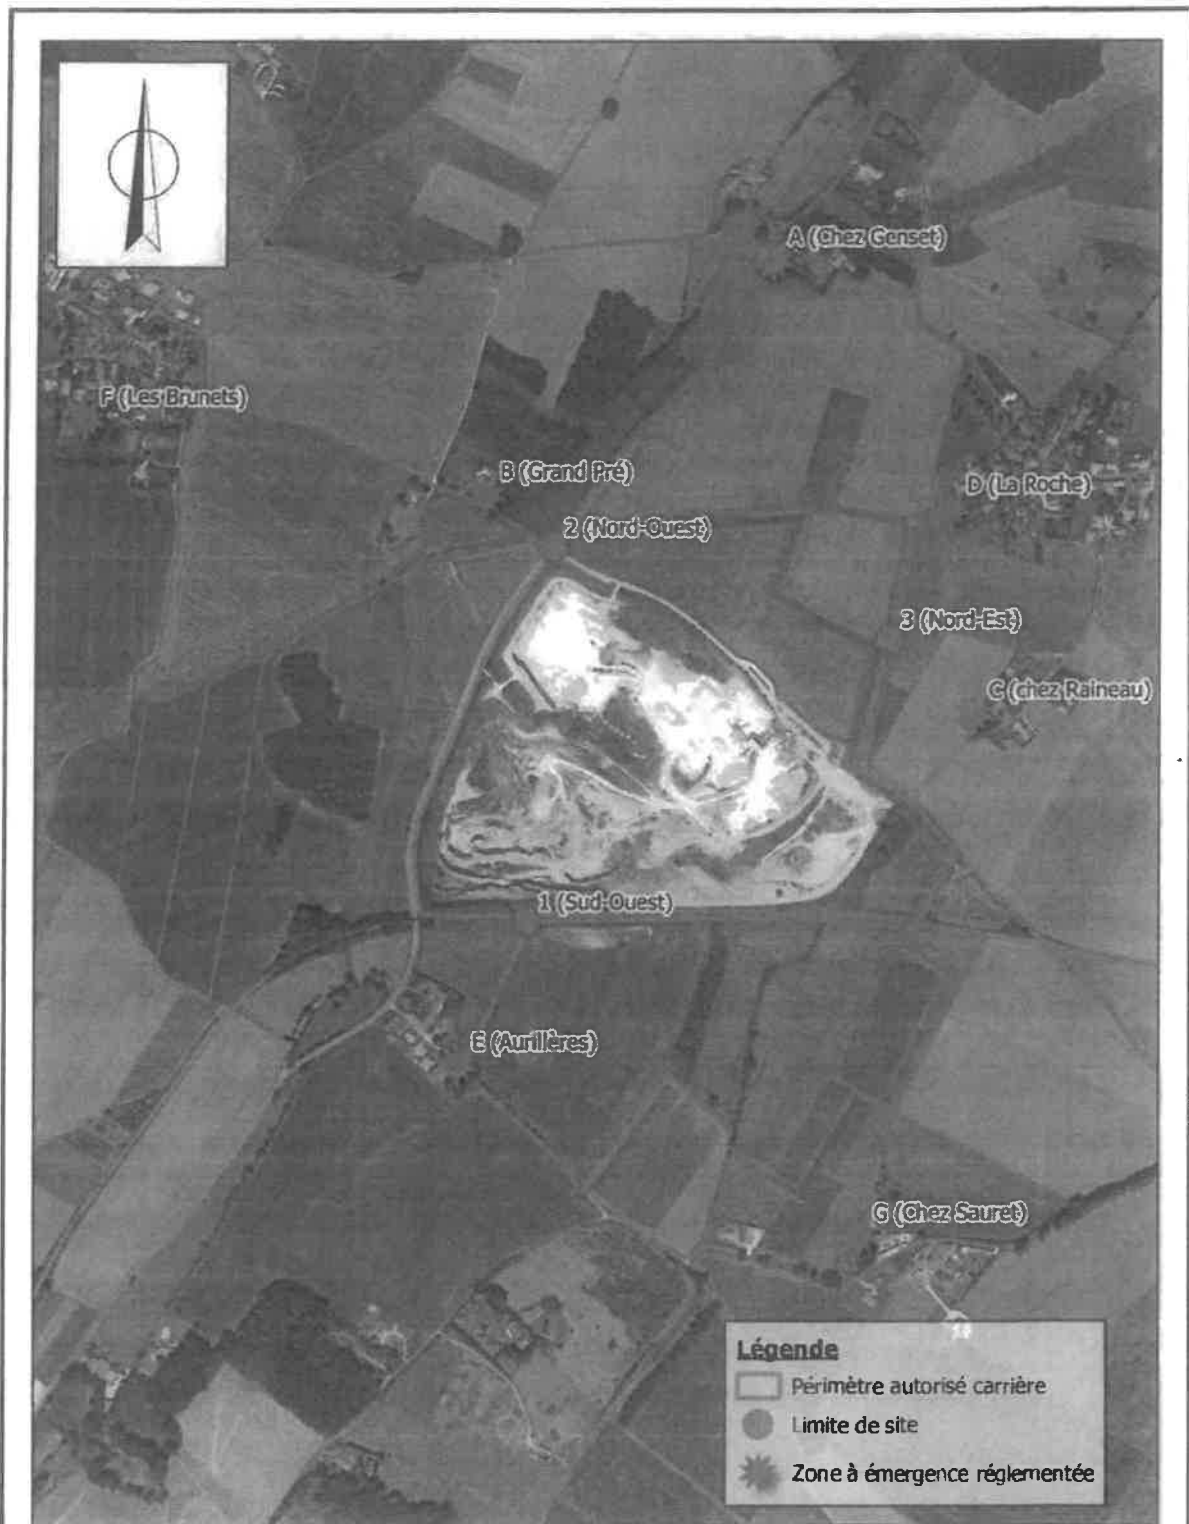 A (Chez Genset)
F (Les Brunets)
B (Grand Pré)
D (La Roche)
2 (Nord-Ouest)
3 (Nord-Est)
C (chez Raineau)
1 (Sud-Ouest)
E (Aurillères)
G (Chez Sauret)
Légende
Périmètre autorisé carrière
Limite de site
Zone à émergence réglementée